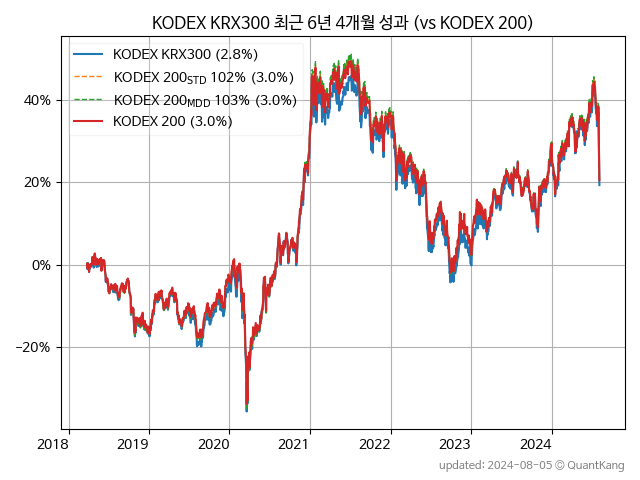 KODEX KRX300 최근 6년 4개월 성과 (vs KODEX 200)
KODEX KRX300 (2.8%)
KODEX 200STD 102% (3.0%)
KODEX 200MDD 103% (3.0%)
KODEX 200 (3.0%)
40%
20%
0%
−20%
2018 2019 2020 2021 2022 2023 2024
updated: 2024-08-05 © QuantKang